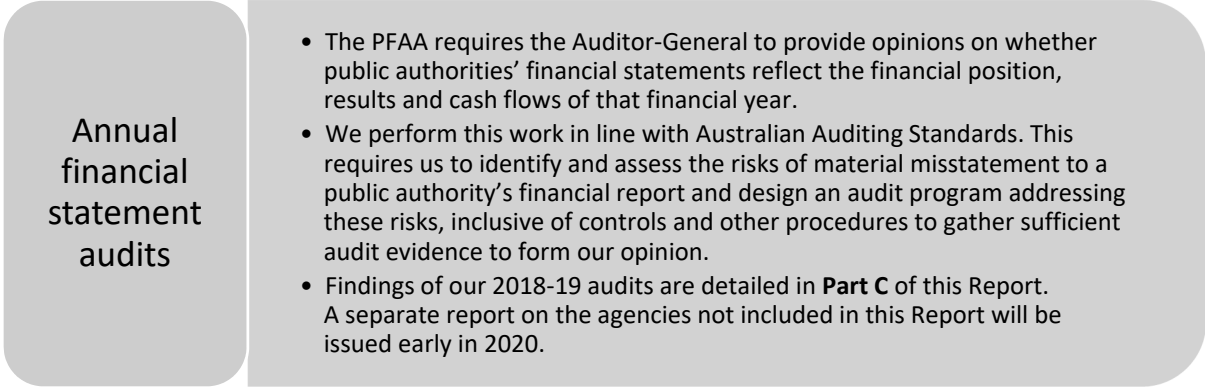 Annual
financial
statement
audits
• The PFAA requires the Auditor-General to provide opinions on whether
public authorities’ financial statements reflect the financial position,
results and cash flows of that financial year.
• We perform this work in line with Australian Auditing Standards. This
requires us to identify and assess the risks of material misstatement to a
public authority’s financial report and design an audit program addressing
these risks, inclusive of controls and other procedures to gather sufficient
audit evidence to form our opinion.
• Findings of our 2018-19 audits are detailed in Part C of this Report.
A separate report on the agencies not included in this Report will be
issued early in 2020.